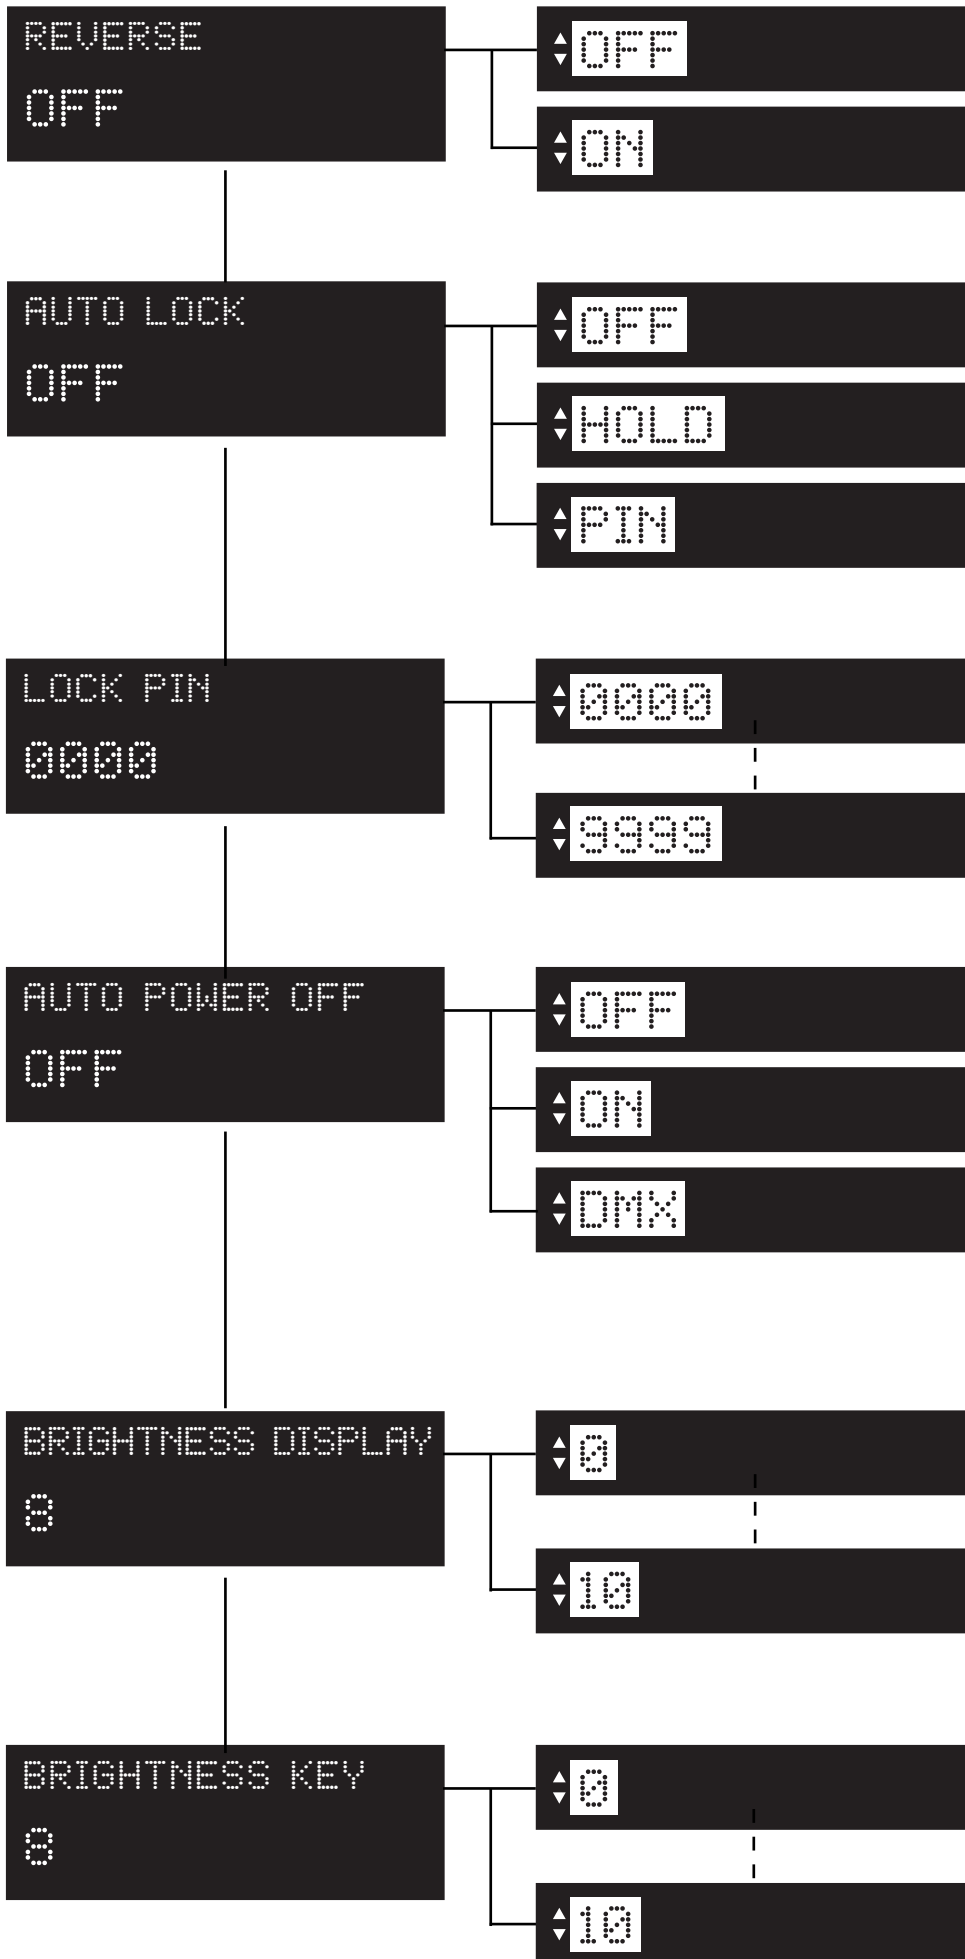 REVERSE
OFF
OFF
ON
AUTO LOCK
OFF
OFF
HOLD
PIN
LOCK PIN
0000
0000
9999
AUTO POWER OFF
OFF
OFF
ON
DMX
BRIGHTNESS DISPLAY
8
0
10
BRIGHTNESS KEY
8
0
10